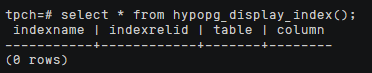 tpch=# select * from hypopg_display_index();
 indexname | indexrelid | table | column
-----------+------------+-------+--------
(0 rows)